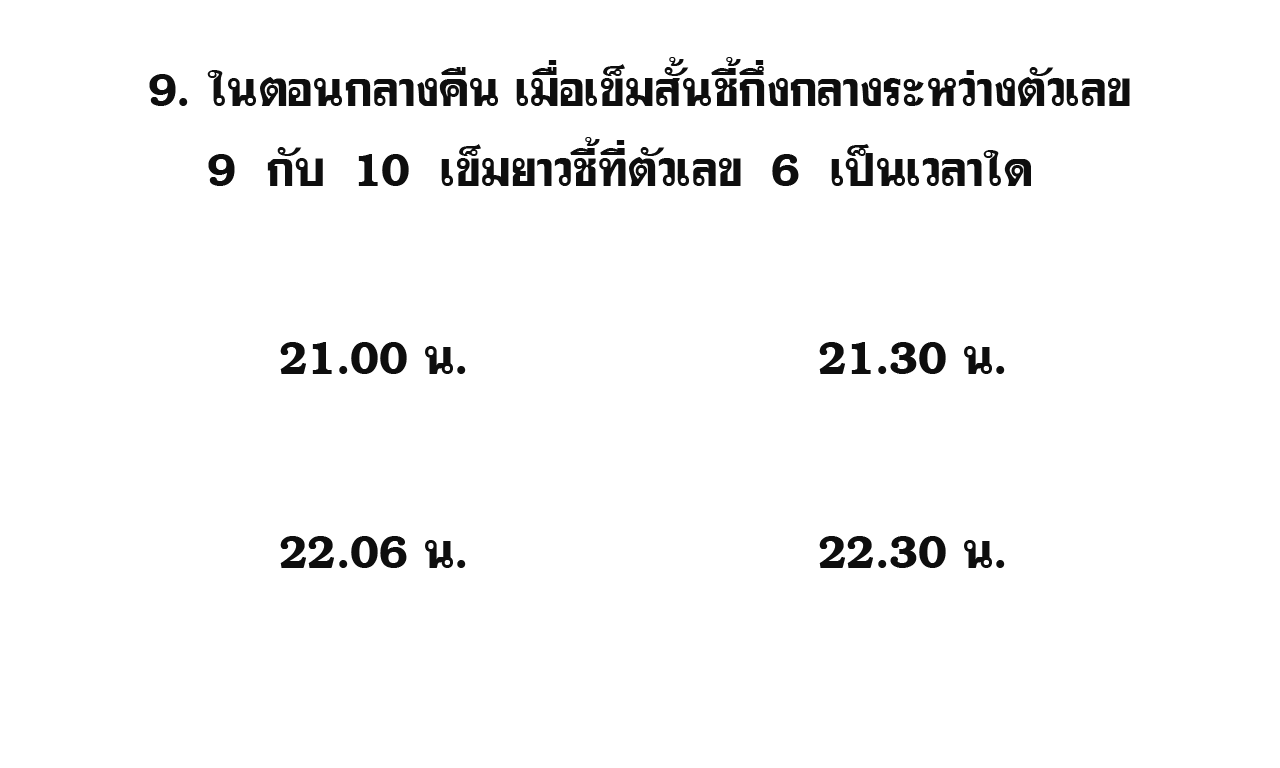 9. ในตอนกลางคืน เมื่อเข็มสั้นชี้กึ่งกลางระหว่างตัวเลข
9 กับ 10 เข็มยาวชี้ที่ตัวเลข 6 เป็นเวลาใด
21.00 น. 21.30 น.
22.06 น. 22.30 น.